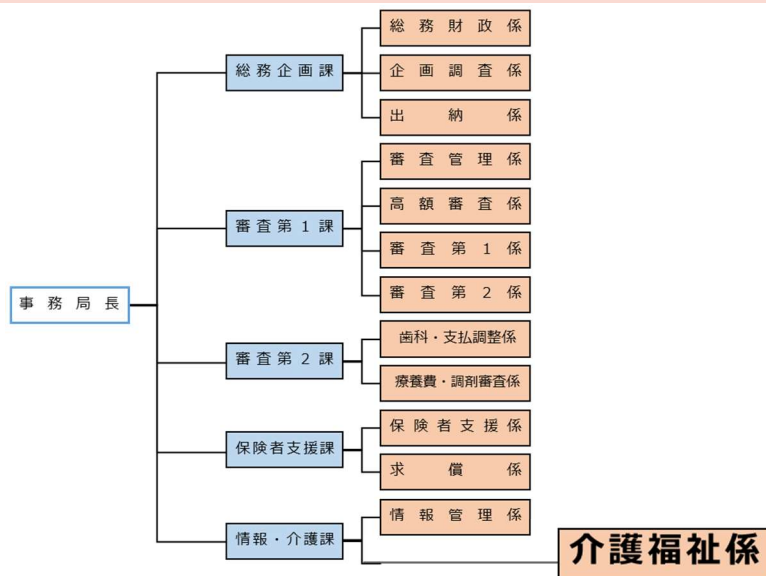 事務局長
総務企画課
総務財政係
企画調査係
出納係
審査第1課
審査管理係
高額審査係
審査第1係
審査第2係
審査第2課
歯科・支払調整係
療養費・調剤審査係
保険者支援課
保険者支援係
求償係
情報・介護課
情報管理係
介護福祉係